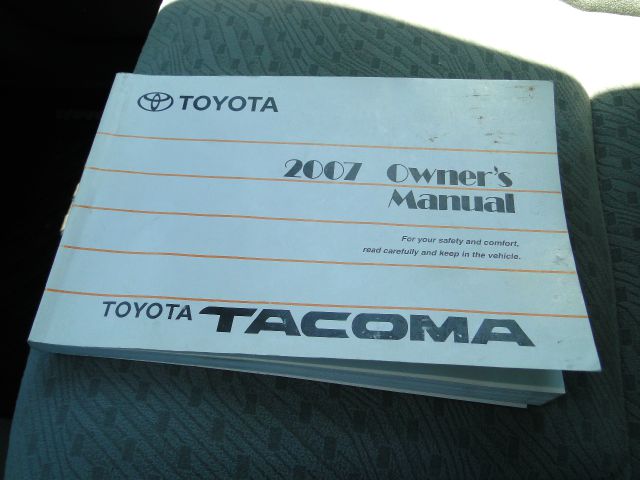 TOYOTA
2007 Owner's
Manual
For your safety and comfort,
read carefully and keep in the vehicle.
TOYOTA TACOMA